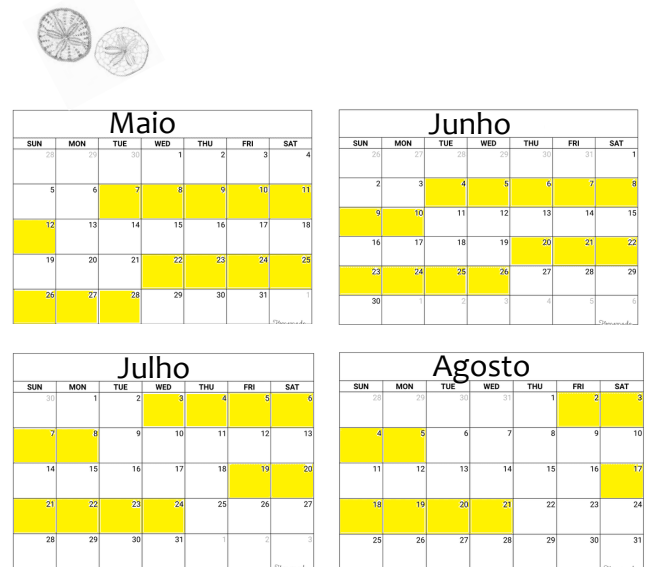 Maio
SUN MON TUE WED THU FRI SAT
28 29 30 1 2 3 4
5 6 7 8 9 10 11
12 13 14 15 16 17 18
19 20 21 22 23 24 25
26 27 28 29 30 31 1
Junho
SUN MON TUE WED THU FRI SAT
26 27 28 29 30 31 1
2 3 4 5 6 7 8
9 10 11 12 13 14 15
16 17 18 19 20 21 22
23 24 25 26 27 28 29
30 1 2 3 4 5 6
Julho
SUN MON TUE WED THU FRI SAT
30 1 2 3 4 5 6
7 8 9 10 11 12 13
14 15 16 17 18 19 20
21 22 23 24 25 26 27
28 29 30 31 1 2 3
Agosto
SUN MON TUE WED THU FRI SAT
28 29 30 31 1 2 3
4 5 6 7 8 9 10
11 12 13 14 15 16 17
18 19 20 21 22 23 24
25 26 27 28 29 30 31